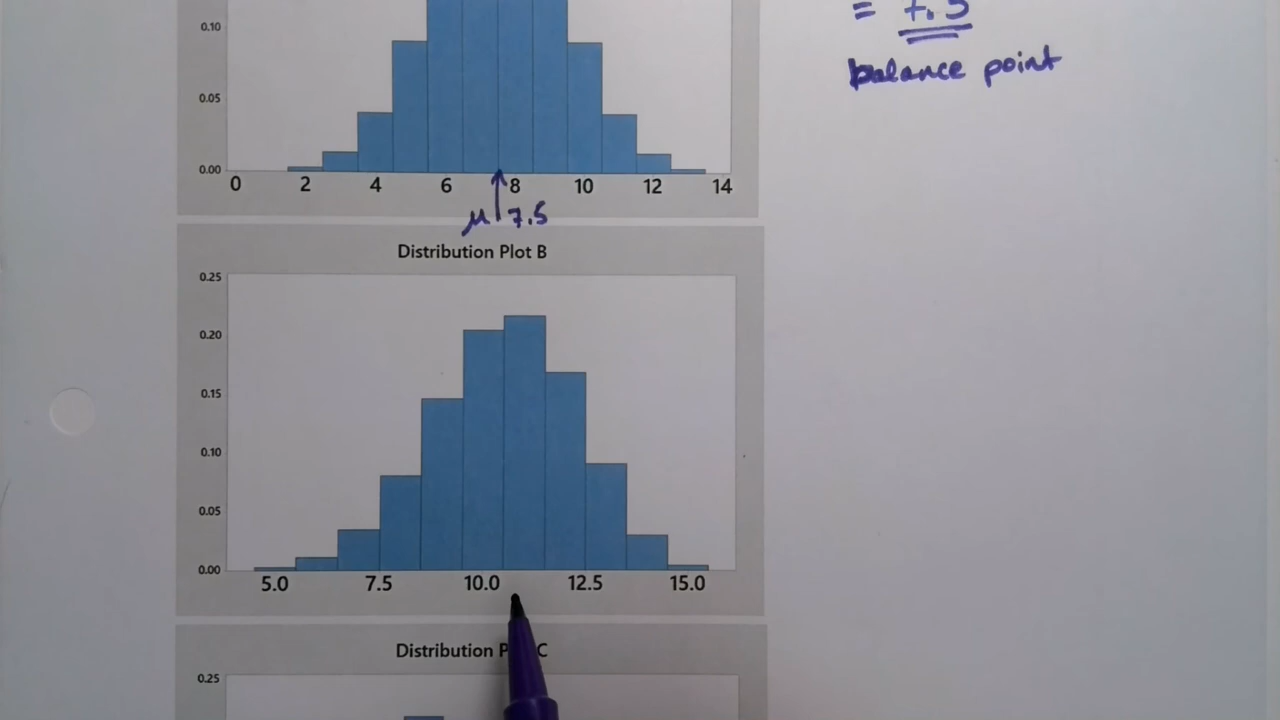 = 7.5
balance point
0.10
0.05
0.00
0 2 4 6 8 10 12 14
μ 7.5
Distribution Plot B
0.25
0.20
0.15
0.10
0.05
0.00
5.0 7.5 10.0 12.5 15.0
Distribution P C
0.25